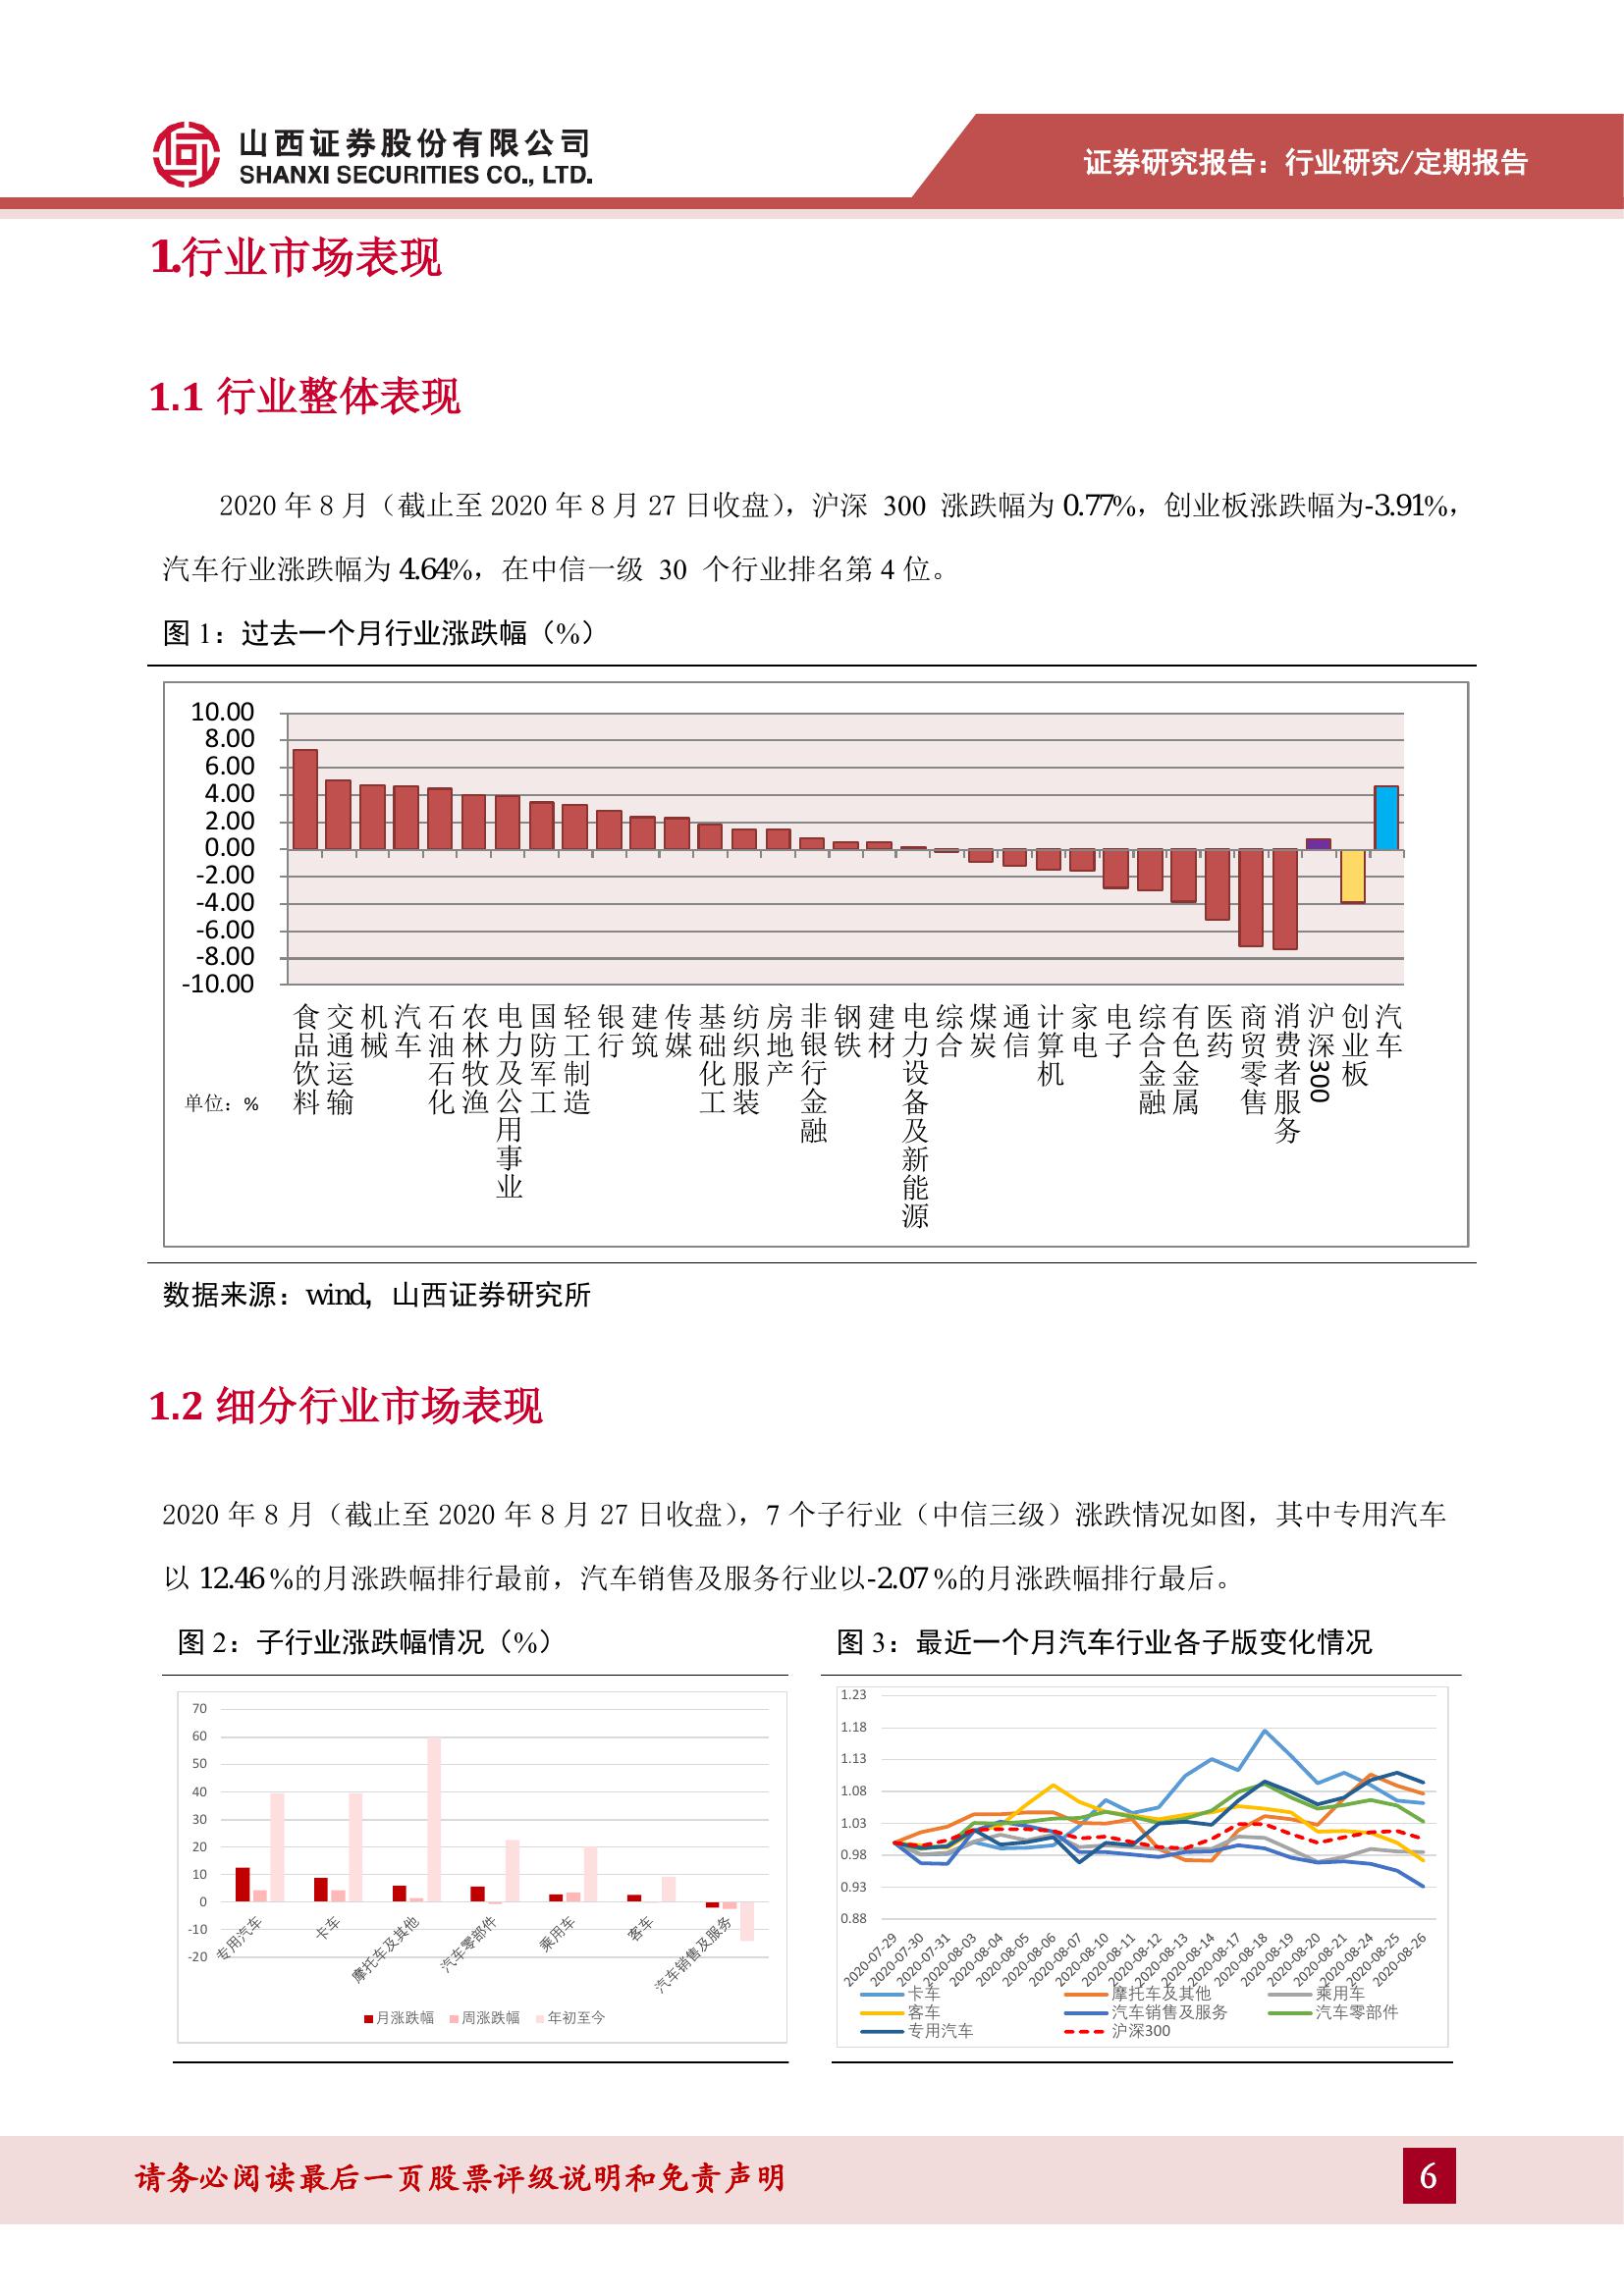 山西证券股份有限公司
SHANXI SECURITIES CO., LTD.
证券研究报告：行业研究/定期报告
1.行业市场表现
1.1 行业整体表现
2020 年 8 月（截止至 2020 年 8 月 27 日收盘），沪深 300 涨跌幅为 0.77%，创业板涨跌幅为-3.91%，
汽车行业涨跌幅为 4.64%，在中信一级 30 个行业排名第 4 位。
图 1：过去一个月行业涨跌幅（%）
10.00
8.00
6.00
4.00
2.00
0.00
-2.00
-4.00
-6.00
-8.00
-10.00
单位：%
食品饮料
交通运输
机械
汽车
石油石化
农林牧渔
电力及公用事业
国防军工
轻工制造
银行
建筑
传媒
基础化工
纺织服装
房地产
非银行金融
钢铁
建材
电力设备及新能源
综合
煤炭
通信
计算机
家电
电子
综合金融
有色金属
医药
商贸零售
消费者服务
沪深300
创业板
汽车
数据来源：wind，山西证券研究所
1.2 细分行业市场表现
2020 年 8 月（截止至 2020 年 8 月 27 日收盘），7 个子行业（中信三级）涨跌情况如图，其中专用汽车
以 12.46 %的月涨跌幅排行最前，汽车销售及服务行业以-2.07 %的月涨跌幅排行最后。
图 2：子行业涨跌幅情况（%）
70
60
50
40
30
20
10
0
-10
-20
专用汽车
卡车
摩托车及其他
汽车零部件
乘用车
客车
汽车销售及服务
月涨跌幅 周涨跌幅 年初至今
图 3：最近一个月汽车行业各子版变化情况
1.23
1.18
1.13
1.08
1.03
0.98
0.93
0.88
2020-07-29
2020-07-30
2020-07-31
2020-08-03
2020-08-04
2020-08-05
2020-08-06
2020-08-07
2020-08-10
2020-08-11
2020-08-12
2020-08-13
2020-08-14
2020-08-17
2020-08-18
2020-08-19
2020-08-20
2020-08-21
2020-08-24
2020-08-25
2020-08-26
卡车 摩托车及其他 乘用车
客车 汽车销售及服务 汽车零部件
专用汽车 沪深300
请务必阅读最后一页股票评级说明和免责声明
6